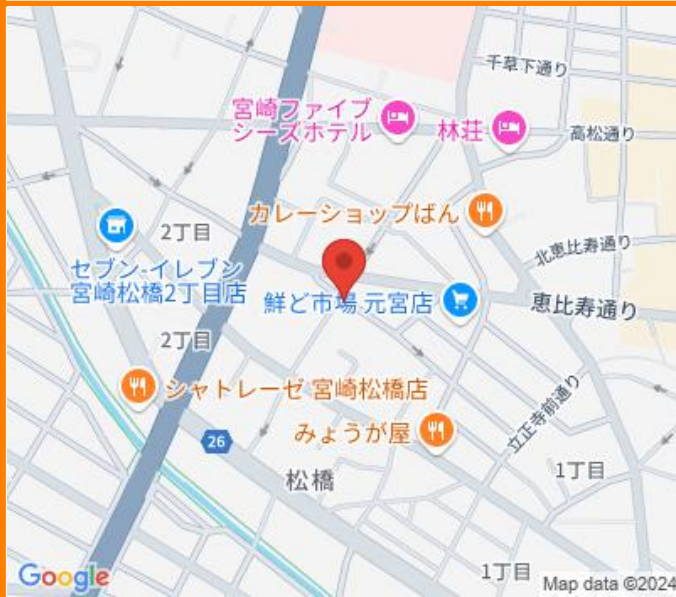 千草下通り
宮崎ファイブ
シーズホテル
林荘
高松通り
カレーショップばん
2丁目
北恵比寿通り
セブン-イレブン
宮崎松橋2丁目店
鮮ど市場 元宮店
恵比寿通り
2丁目
シャトレーゼ 宮崎松橋店
立正寺前通り
みょうが屋
26
1丁目
松橋
1丁目
Google
Map data ©2024